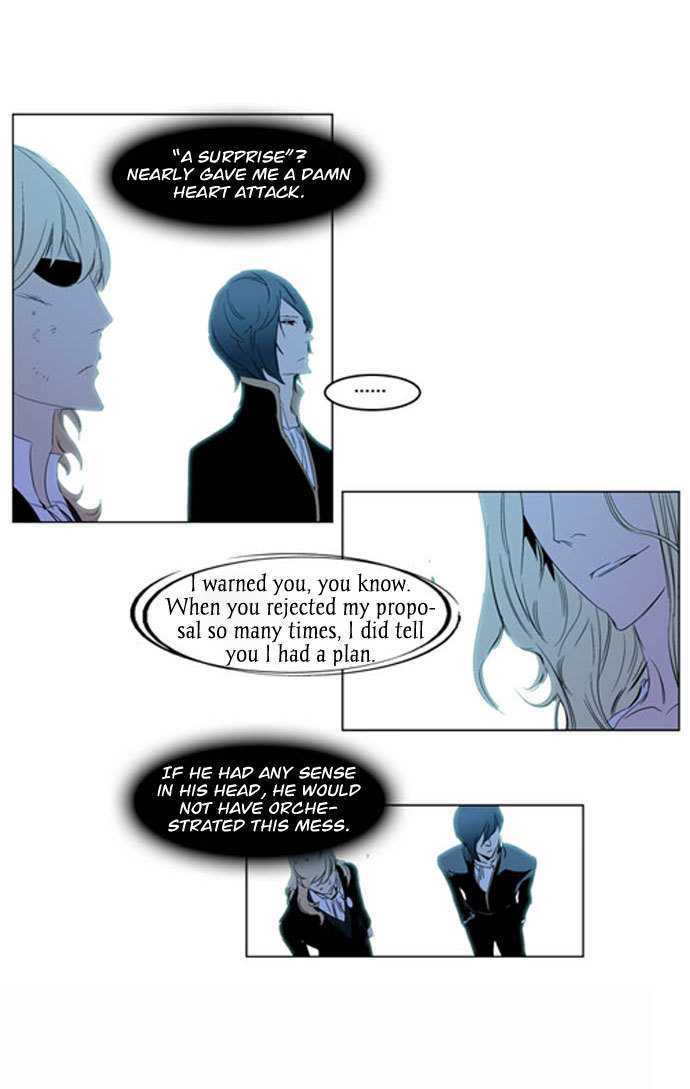 "A SURPRISE"?
NEARLY GAVE ME A DAMN
HEART ATTACK.
......
I warned you, you know.
When you rejected my propo-
sal so many times, I did tell
you I had a plan.
IF HE HAD ANY SENSE
IN HIS HEAD, HE WOULD
NOT HAVE ORCHE-
STRATED THIS MESS.